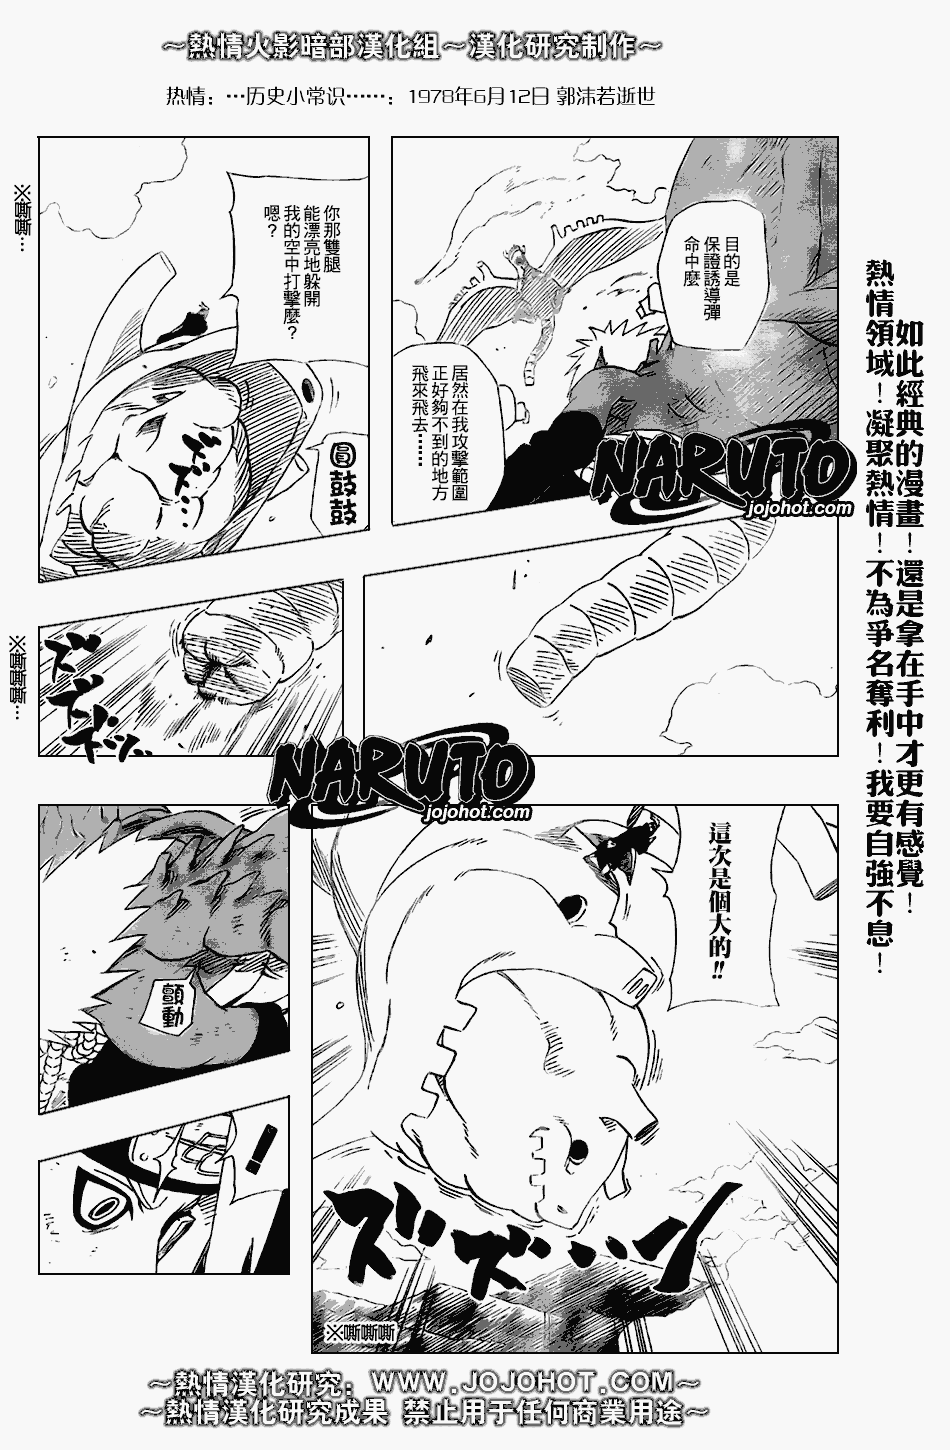 ～熱情火影暗部漢化組～漢化研究制作～
热情：…历史小常识……：1978年6月12日 郭沫若逝世
目的是
保證誘導彈
命中麼
居然在我攻擊範圍
正好夠不到的地方
飛來飛去……
NARUTO
jojohot.com
你那雙腿
能漂亮地躲開
我的空中打擊麼？
嗯？
圓鼓鼓
ズズ…
※嘶嘶…
ズズズ…
※嘶嘶嘶…
NARUTO
jojohot.com
這次是個大的!!
ズズ…ン
※嘶嘶嘶
顫動
!
如此經典的漫畫！還是拿在手中才更有感覺！
熱情領域！凝聚熱情！不為爭名奪利！我要自強不息！
～熱情漢化研究：WWW.JOJOHOT.COM～
～熱情漢化研究成果 禁止用于任何商業用途～